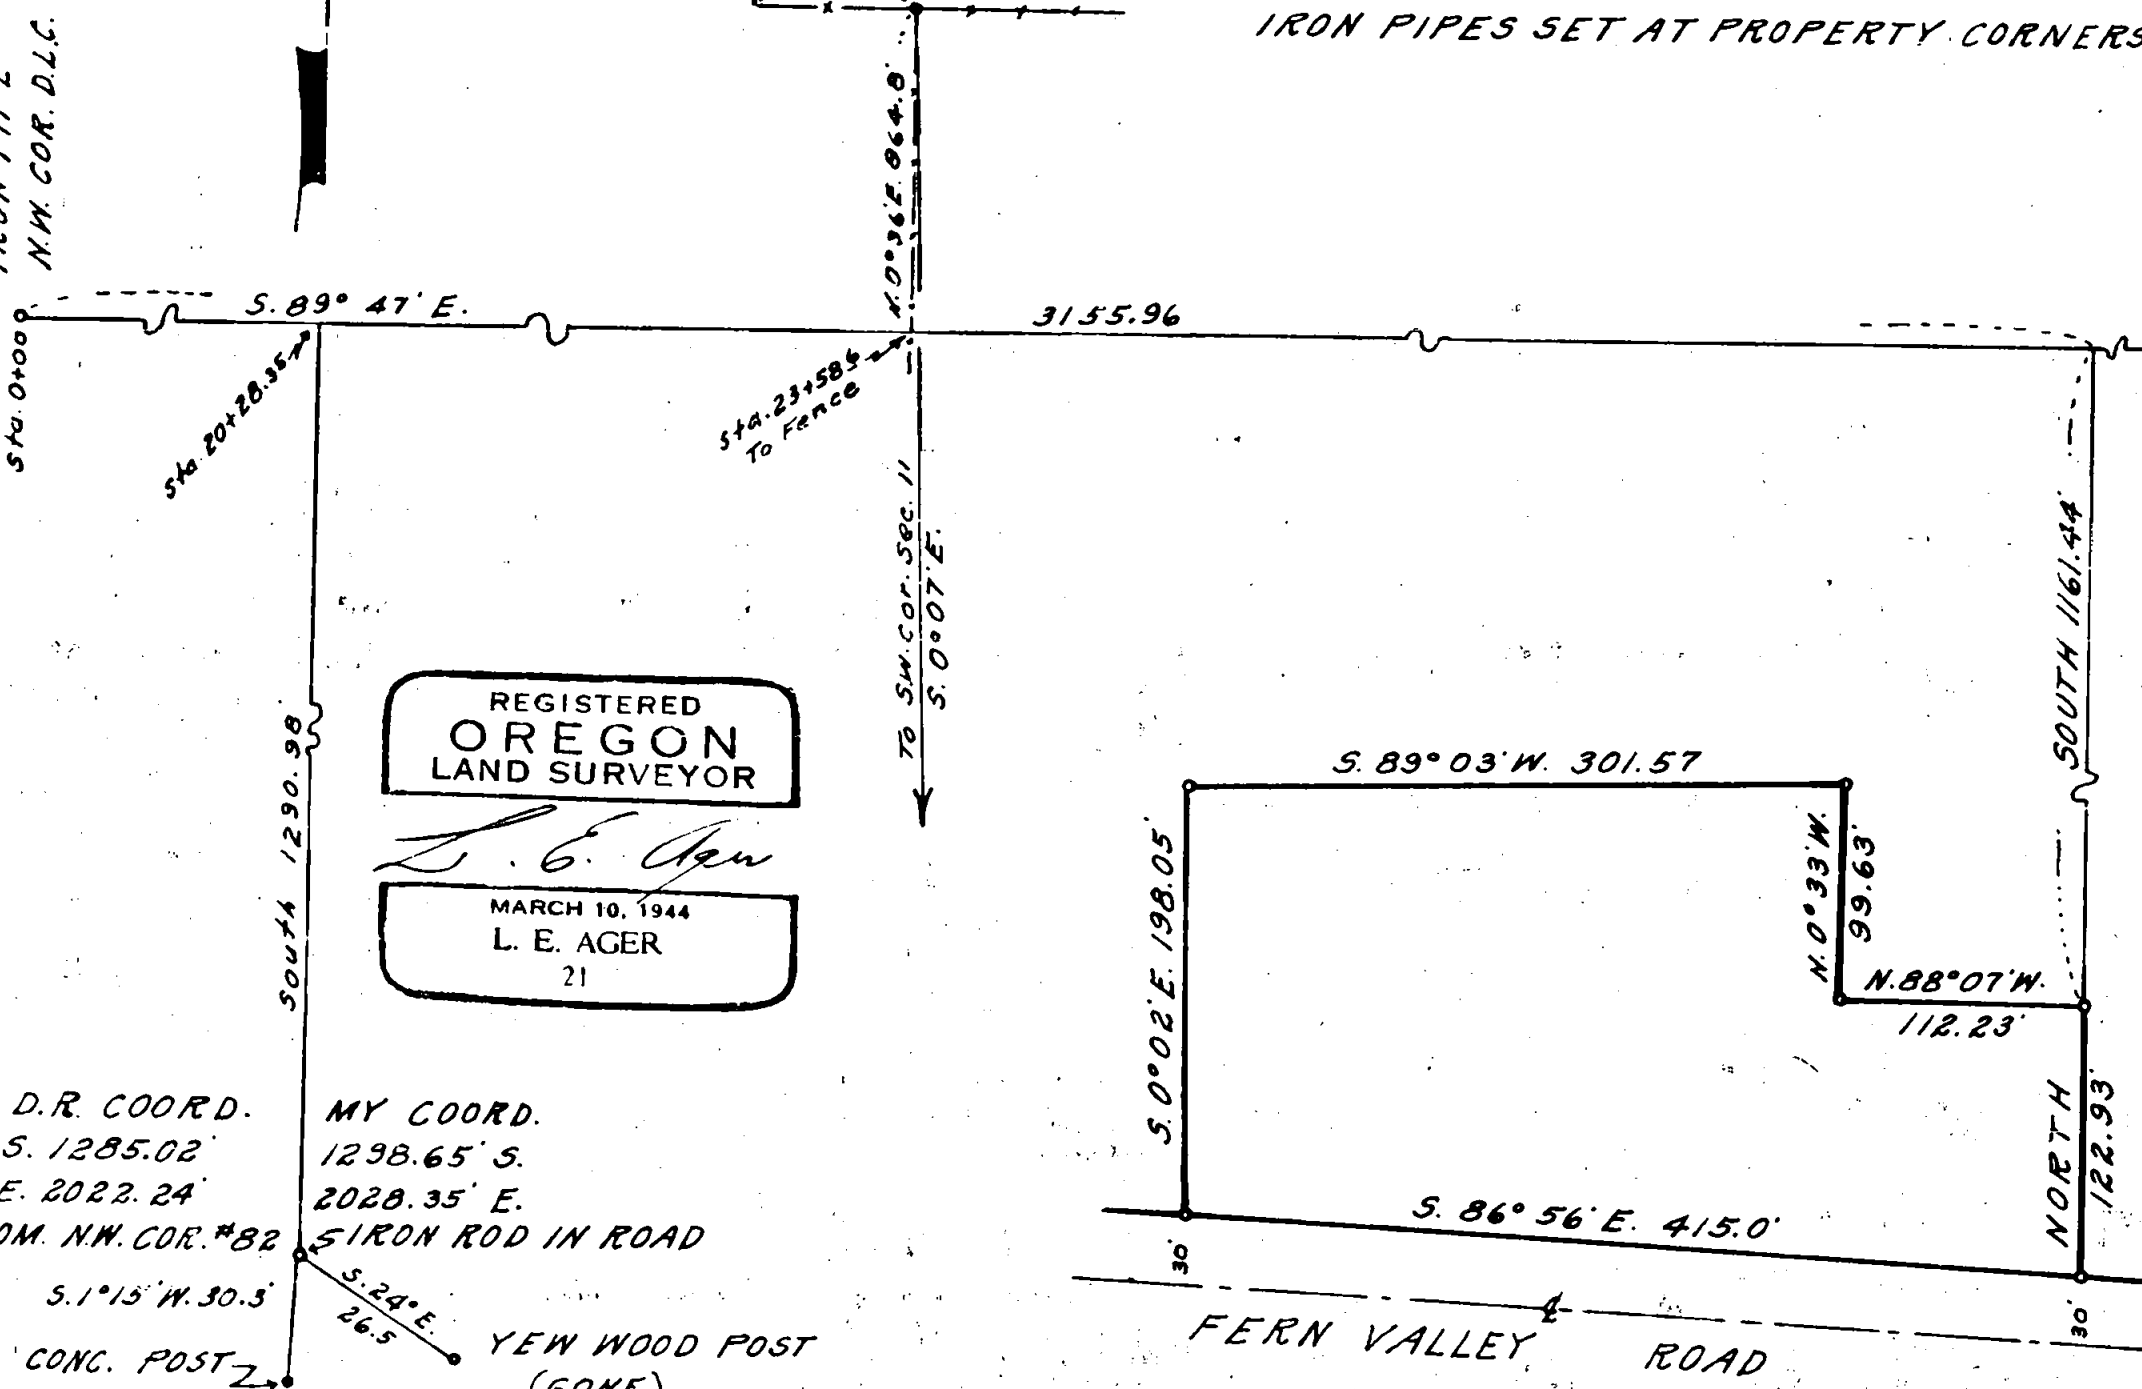 IRON PIPES SET AT PROPERTY CORNERS
N.W. COR. D.L.C.
N.0°36'E. 864.8'
S. 89° 47' E.
3155.96
Sta. 0+00
Sta. 20+28.35
Sta. 23+58.6
To Fence
To S.W. Cor. Sec. 11
S. 0°07'E.
SOUTH 1161.44'
South 1290.98'
REGISTERED
OREGON
LAND SURVEYOR
L. E. Ager
MARCH 10, 1944
L. E. AGER
21
S. 89° 03' W. 301.57
N. 0° 33' W.
99.63'
S. 0° 02' E. 198.05'
N. 88° 07' W.
112.23'
NORTH
122.93'
S. 86° 56' E. 415.0'
30'
30'
FERN VALLEY ROAD
D.R. COORD.
S. 1285.02'
E. 2022.24'
N.W. COR. #82
MY COORD.
1298.65' S.
2028.35' E.
IRON ROD IN ROAD
S. 1° 15' W. 30.3'
S. 24° E.
26.5
YEW WOOD POST
(GONE)
CONC. POST